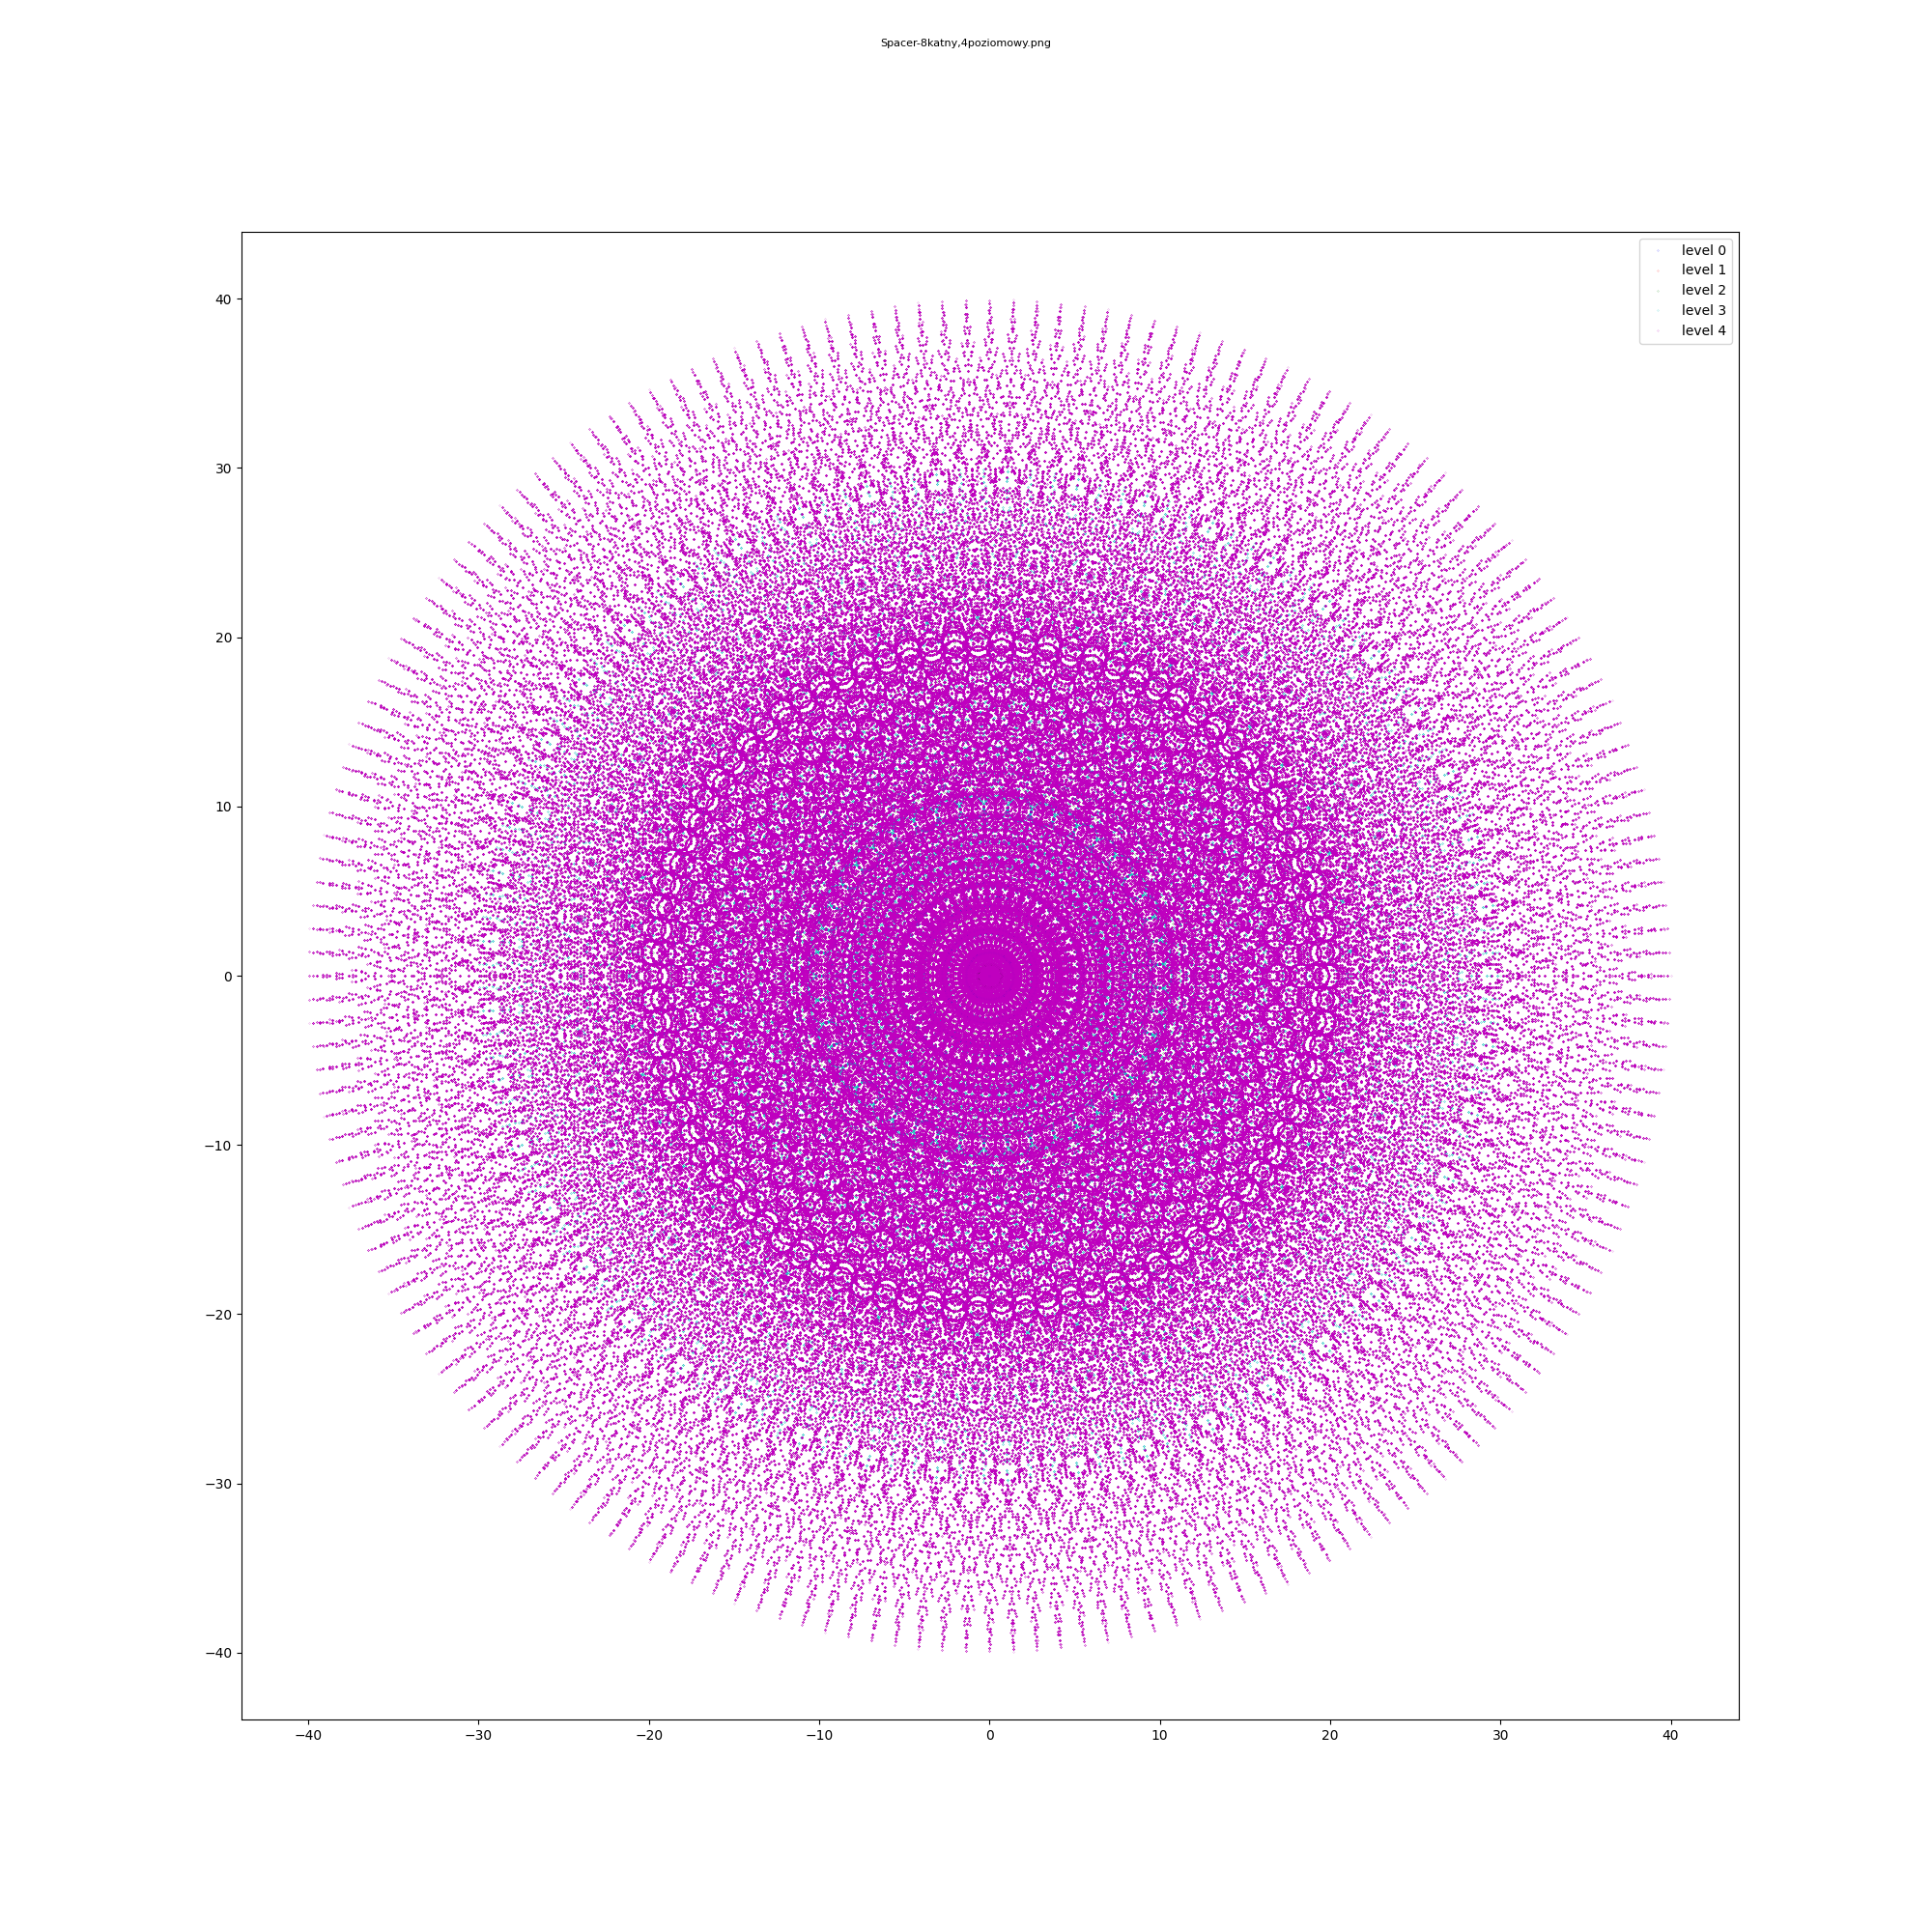 Spacer-8katny,4poziomowy.png
level 0
level 1
level 2
level 3
level 4
40
30
20
10
0
−10
−20
−30
−40
−40 −30 −20 −10 0 10 20 30 40